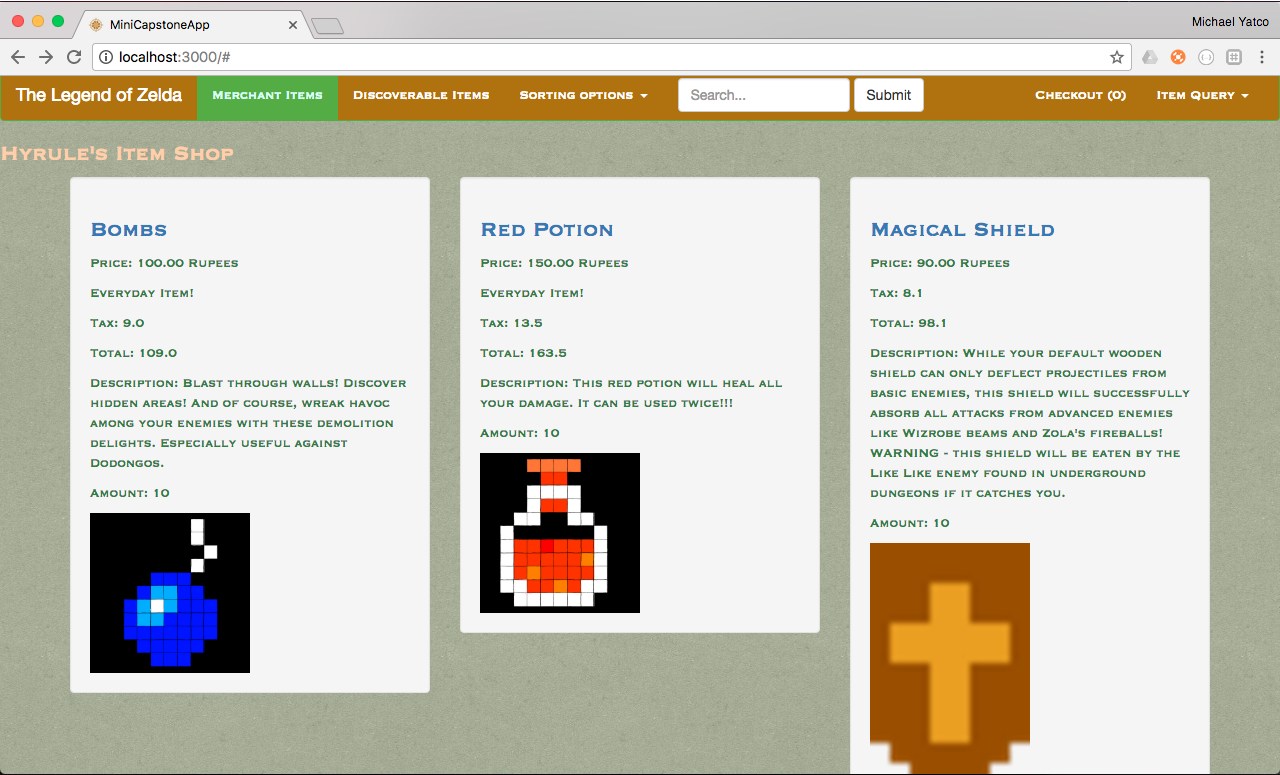 MiniCapstoneApp
Michael Yatco
localhost:3000/#
The Legend of Zelda
Merchant Items
Discoverable Items
Sorting options
Search...
Submit
Checkout (0)
Item Query
Hyrule's Item Shop
Bombs
Price: 100.00 Rupees
Everyday Item!
Tax: 9.0
Total: 109.0
Description: Blast through walls! Discover
hidden areas! And of course, wreak havoc
among your enemies with these demolition
delights. Especially useful against
Dodongos.
Amount: 10
Red Potion
Price: 150.00 Rupees
Everyday Item!
Tax: 13.5
Total: 163.5
Description: This red potion will heal all
your damage. It can be used twice!!!
Amount: 10
Magical Shield
Price: 90.00 Rupees
Tax: 8.1
Total: 98.1
Description: While your default wooden
shield can only deflect projectiles from
basic enemies, this shield will successfully
absorb all attacks from advanced enemies
like Wizrobe beams and Zola's fireballs!
WARNING - this shield will be eaten by the
Like Like enemy found in underground
dungeons if it catches you.
Amount: 10